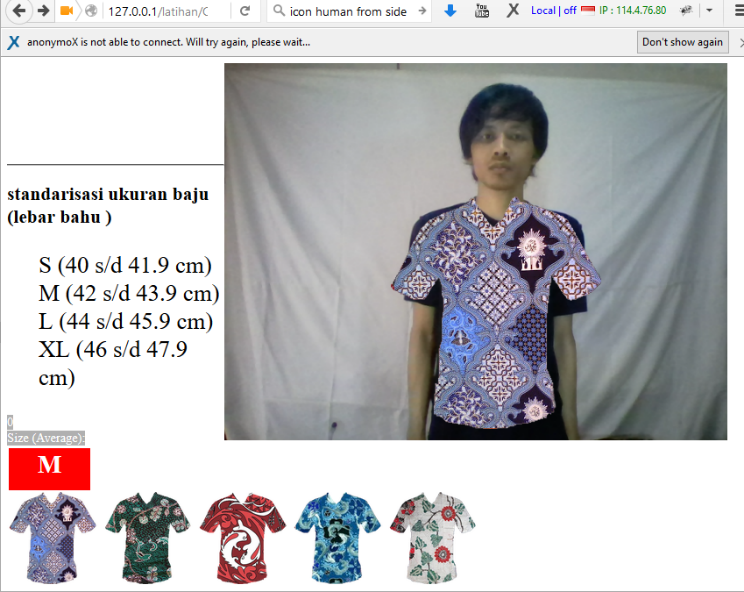 127.0.0.1/latihan/C
icon human from side
You
Tube
Local | off
IP : 114.4.76.80
anonymoX is not able to connect. Will try again, please wait...
Don't show again
standarisasi ukuran baju
(lebar bahu )
S (40 s/d 41.9 cm)
M (42 s/d 43.9 cm)
L (44 s/d 45.9 cm)
XL (46 s/d 47.9
cm)
0
Size (Average):
M